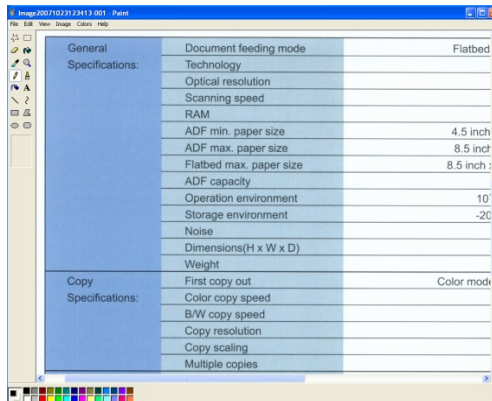 Image20071023123413-001 - Paint
File Edit View Image Colors Help
General Document feeding mode Flatbed
Specifications: Technology
Optical resolution
Scanning speed
RAM
ADF min. paper size 4.5 inch
ADF max. paper size 8.5 inch
Flatbed max. paper size 8.5 inch
ADF capacity
Operation environment 10
Storage environment -20
Noise
Dimensions(H x W x D)
Weight
Copy First copy out Color mode
Specifications: Color copy speed
B/W copy speed
Copy resolution
Copy scaling
Multiple copies